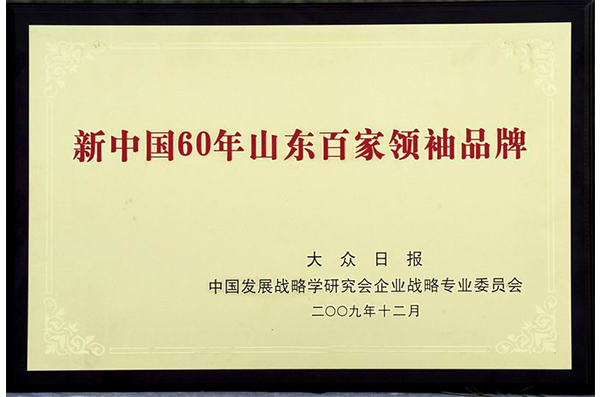 新中国60年山东百家领袖品牌
大众日报
中国发展战略学研究会企业战略专业委员会
二〇〇九年十二月